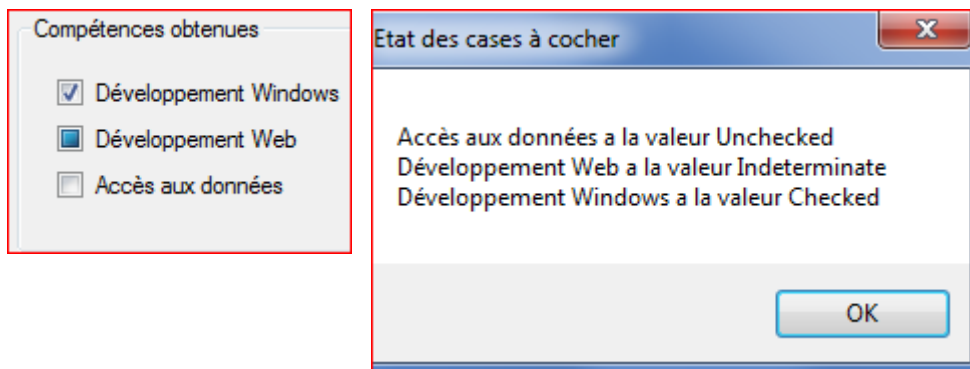 Compétences obtenues
Développement Windows
Développement Web
Accès aux données
Etat des cases à cocher
Accès aux données a la valeur Unchecked
Développement Web a la valeur Indeterminate
Développement Windows a la valeur Checked
OK